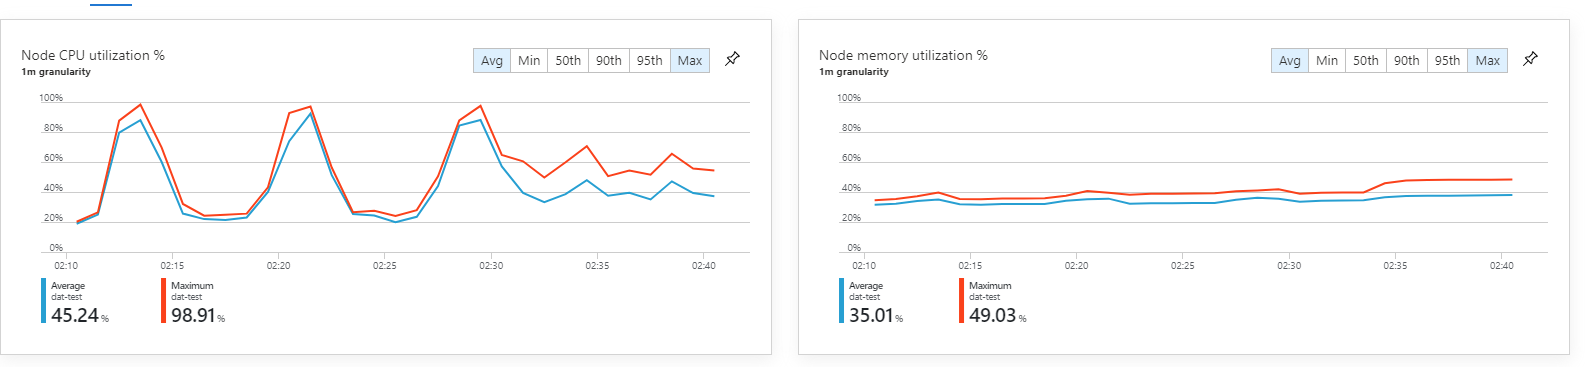 Node CPU utilization %
1m granularity
Avg Min 50th 90th 95th Max
100%
80%
60%
40%
20%
0%
02:10 02:15 02:20 02:25 02:30 02:35 02:40
Average
dat-test
45.24 %
Maximum
dat-test
98.91 %
Node memory utilization %
1m granularity
Avg Min 50th 90th 95th Max
100%
80%
60%
40%
20%
0%
02:10 02:15 02:20 02:25 02:30 02:35 02:40
Average
dat-test
35.01 %
Maximum
dat-test
49.03 %